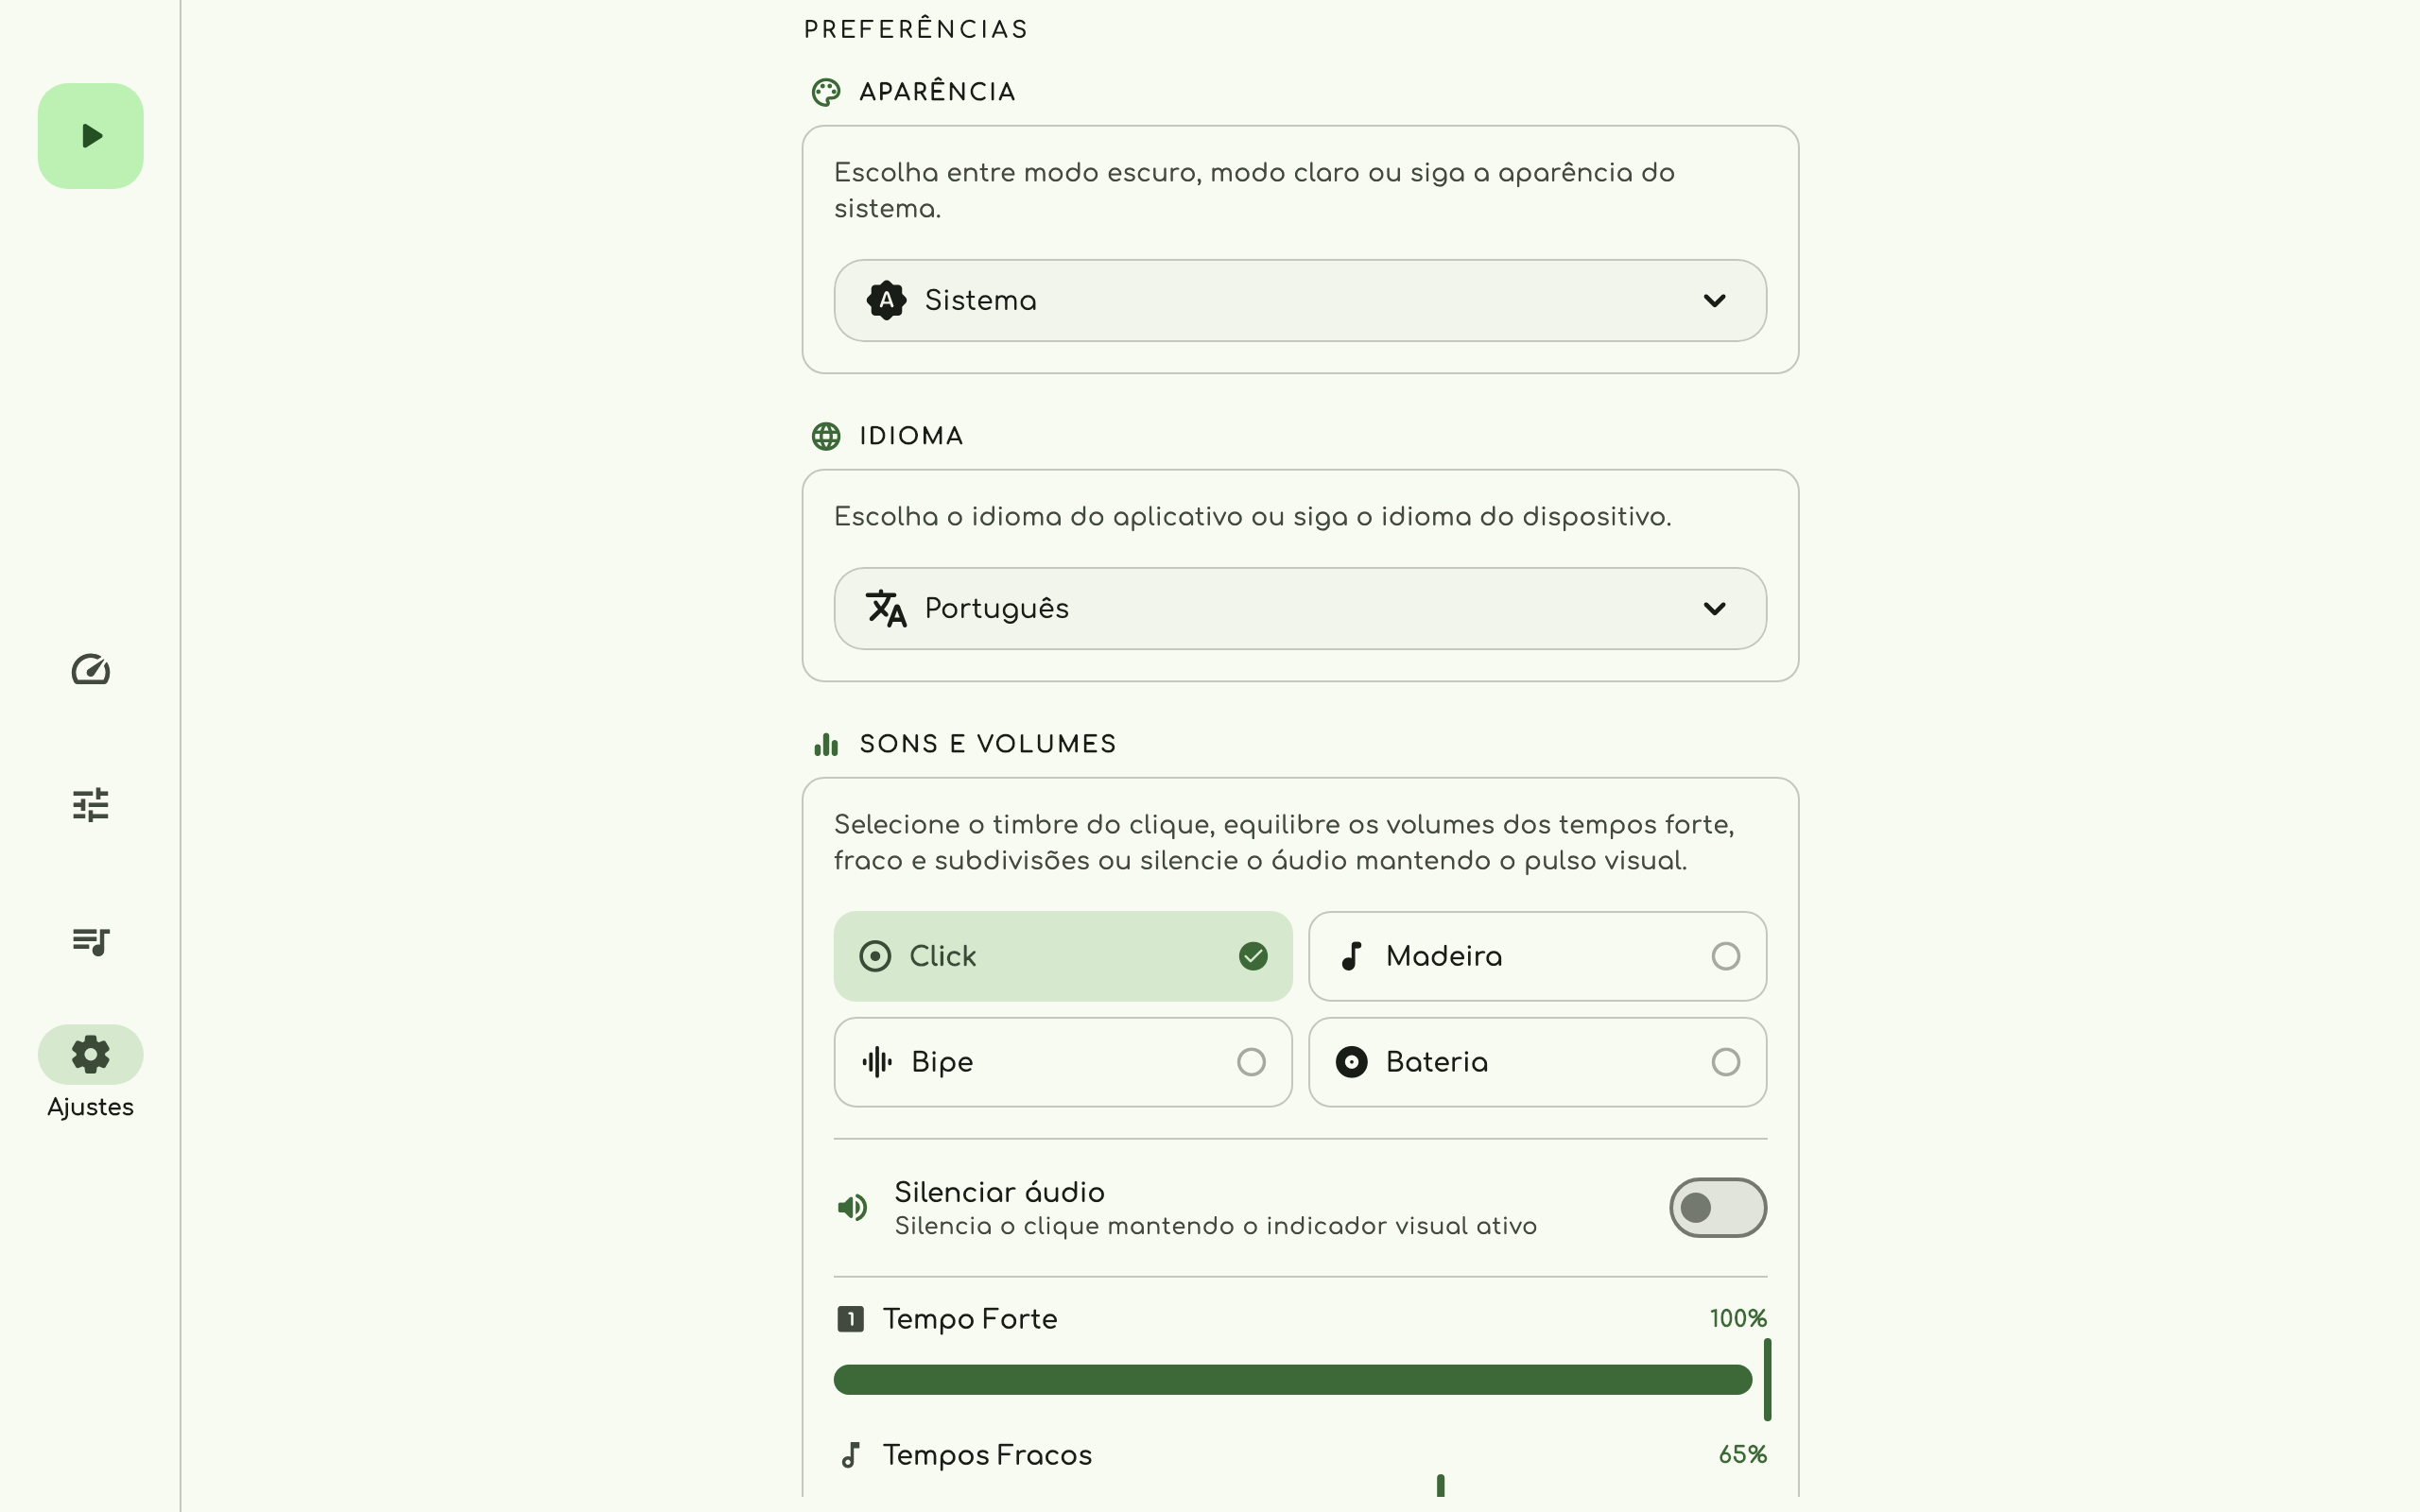 PREFERÊNCIAS
APARÊNCIA
Escolha entre modo escuro, modo claro ou siga a aparência do
sistema.
A Sistema
IDIOMA
Escolha o idioma do aplicativo ou siga o idioma do dispositivo.
Português
SONS E VOLUMES
Selecione o timbre do clique, equilibre os volumes dos tempos forte,
fraco e subdivisões ou silencie o áudio mantendo o pulso visual.
Click
Madeira
Bipe
Bateria
Ajustes
Silenciar áudio
Silencia o clique mantendo o indicador visual ativo
1 Tempo Forte 100%
Tempos Fracos 65%